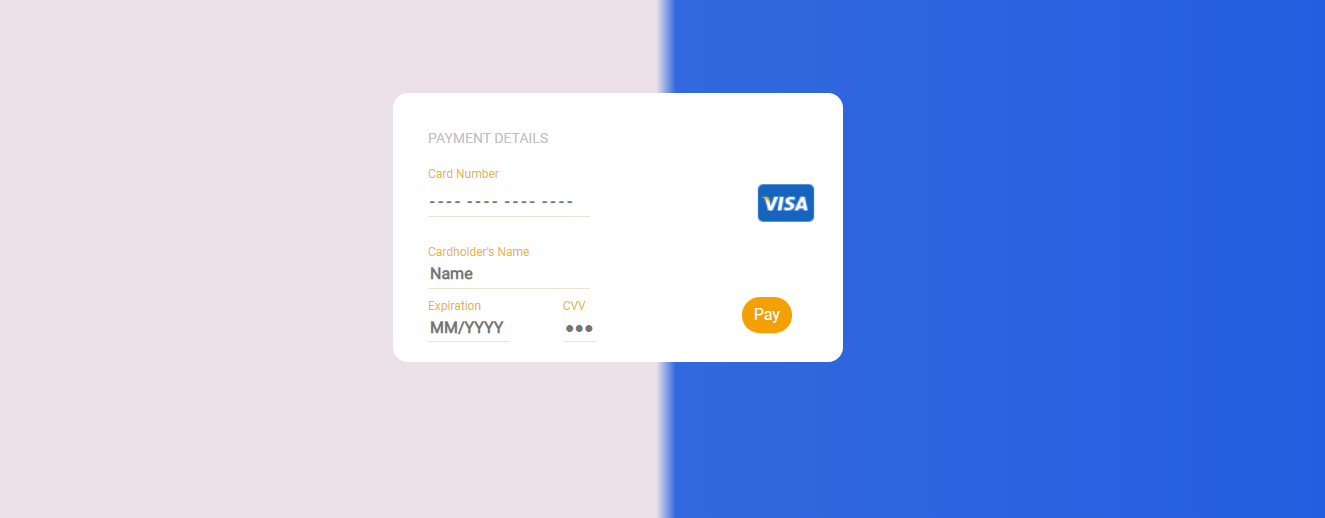 PAYMENT DETAILS
Card Number
---- ---- ---- ----
VISA
Cardholder's Name
Name
Expiration CVV
MM/YYYY ●●● Pay